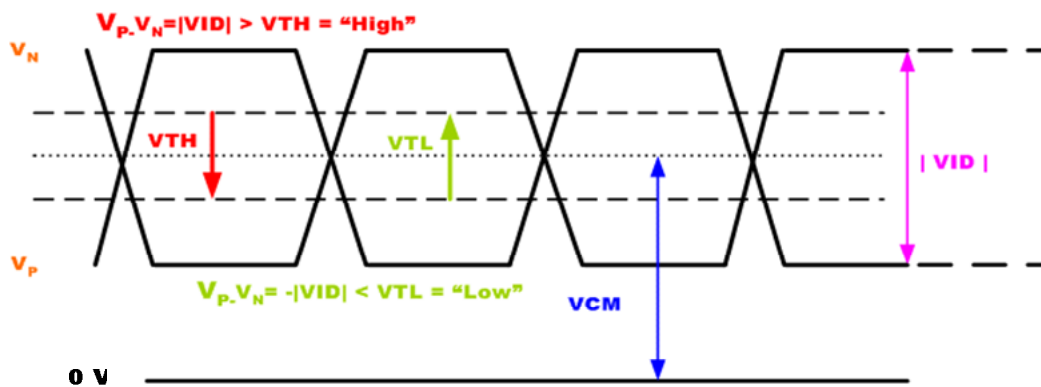 VP-VN=|VID| > VTH = “High”
VN
VTH
VTL
| VID |
VP
VP-VN= -|VID| < VTL = “Low”
VCM
0 V